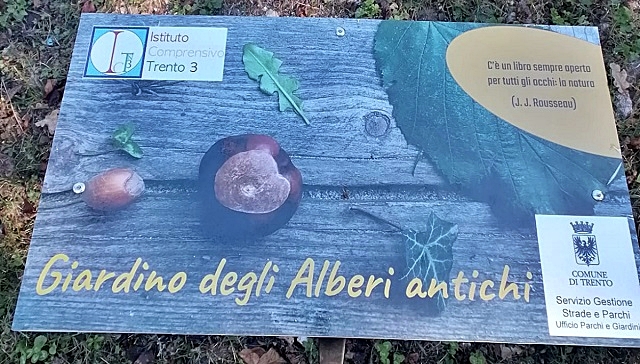 Istituto
Comprensivo
Trento 3
ICT3
C'è un libro sempre aperto
per tutti gli occhi: la natura
(J. J. Rousseau)
Giardino degli Alberi antichi
COMUNE
DI TRENTO
Servizio Gestione
Strade e Parchi
Ufficio Parchi e Giardini